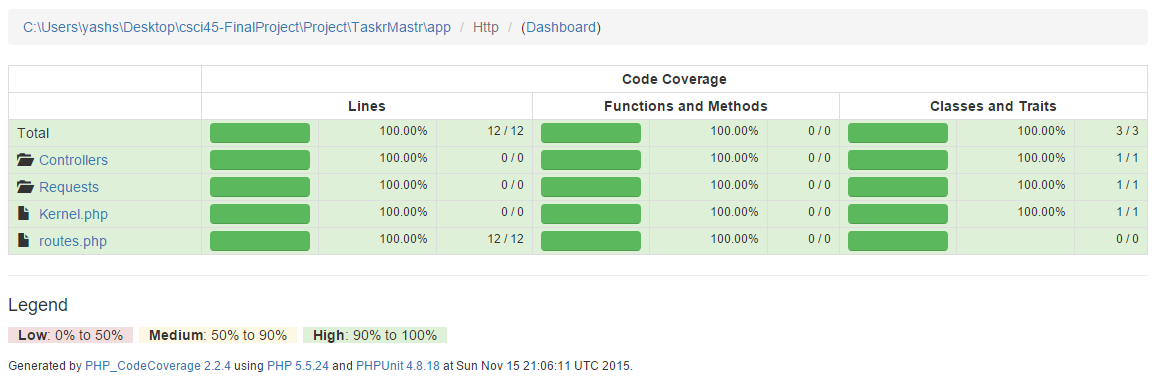 C:\Users\yashs\Desktop\csci45-FinalProject\Project\TaskrMastr\app / Http / (Dashboard)
Code Coverage
Lines Functions and Methods Classes and Traits
Total 100.00% 12 / 12 100.00% 0 / 0 100.00% 3 / 3
Controllers 100.00% 0 / 0 100.00% 0 / 0 100.00% 1 / 1
Requests 100.00% 0 / 0 100.00% 0 / 0 100.00% 1 / 1
Kernel.php 100.00% 0 / 0 100.00% 0 / 0 100.00% 1 / 1
routes.php 100.00% 12 / 12 100.00% 0 / 0 0 / 0
Legend
Low: 0% to 50% Medium: 50% to 90% High: 90% to 100%
Generated by PHP_CodeCoverage 2.2.4 using PHP 5.5.24 and PHPUnit 4.8.18 at Sun Nov 15 21:06:11 UTC 2015.